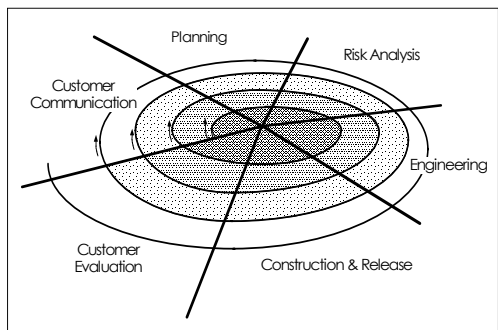 Planning
Risk Analysis
Customer
Communication
Engineering
Customer
Evaluation
Construction & Release